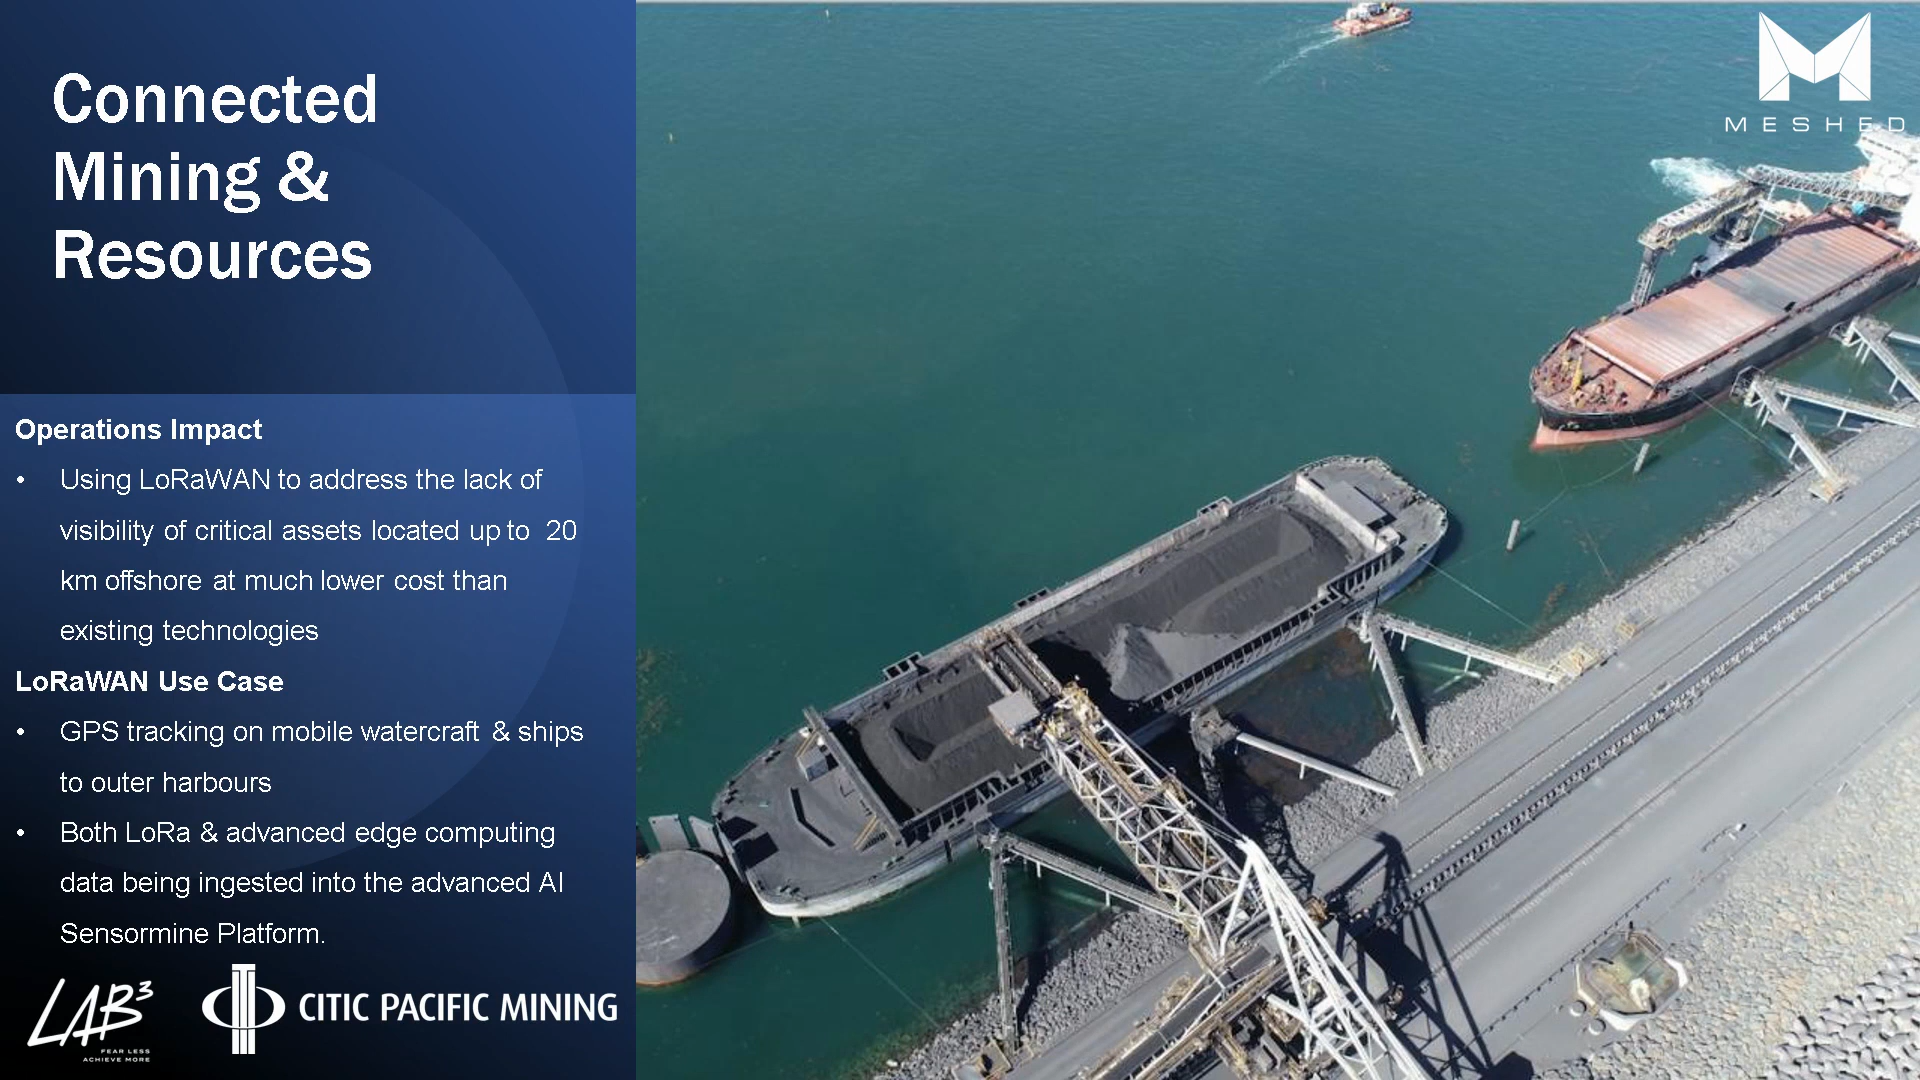 Connected
Mining &
Resources
MESHED
Operations Impact
• Using LoRaWAN to address the lack of
visibility of critical assets located up to 20
km offshore at much lower cost than
existing technologies
LoRaWAN Use Case
• GPS tracking on mobile watercraft & ships
to outer harbours
• Both LoRa & advanced edge computing
data being ingested into the advanced AI
Sensormine Platform.
LAB³
FEAR LESS
ACHIEVE MORE
CITIC PACIFIC MINING